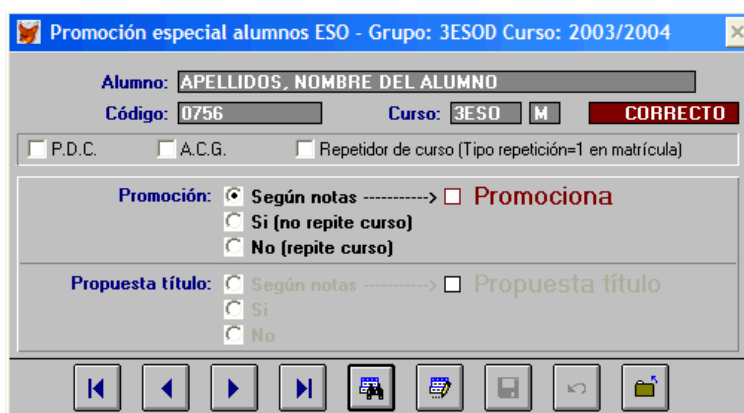 Promoción especial alumnos ESO - Grupo: 3ESOD Curso: 2003/2004
Alumno: APELLIDOS, NOMBRE DEL ALUMNO
Código: 0756 Curso: 3ESO M CORRECTO
P.D.C. A.C.G. Repetidor de curso (Tipo repetición=1 en matrícula)
Promoción: Según notas -----------> Promociona
Si (no repite curso)
No (repite curso)
Propuesta título: Según notas -----------> Propuesta título
Si
No